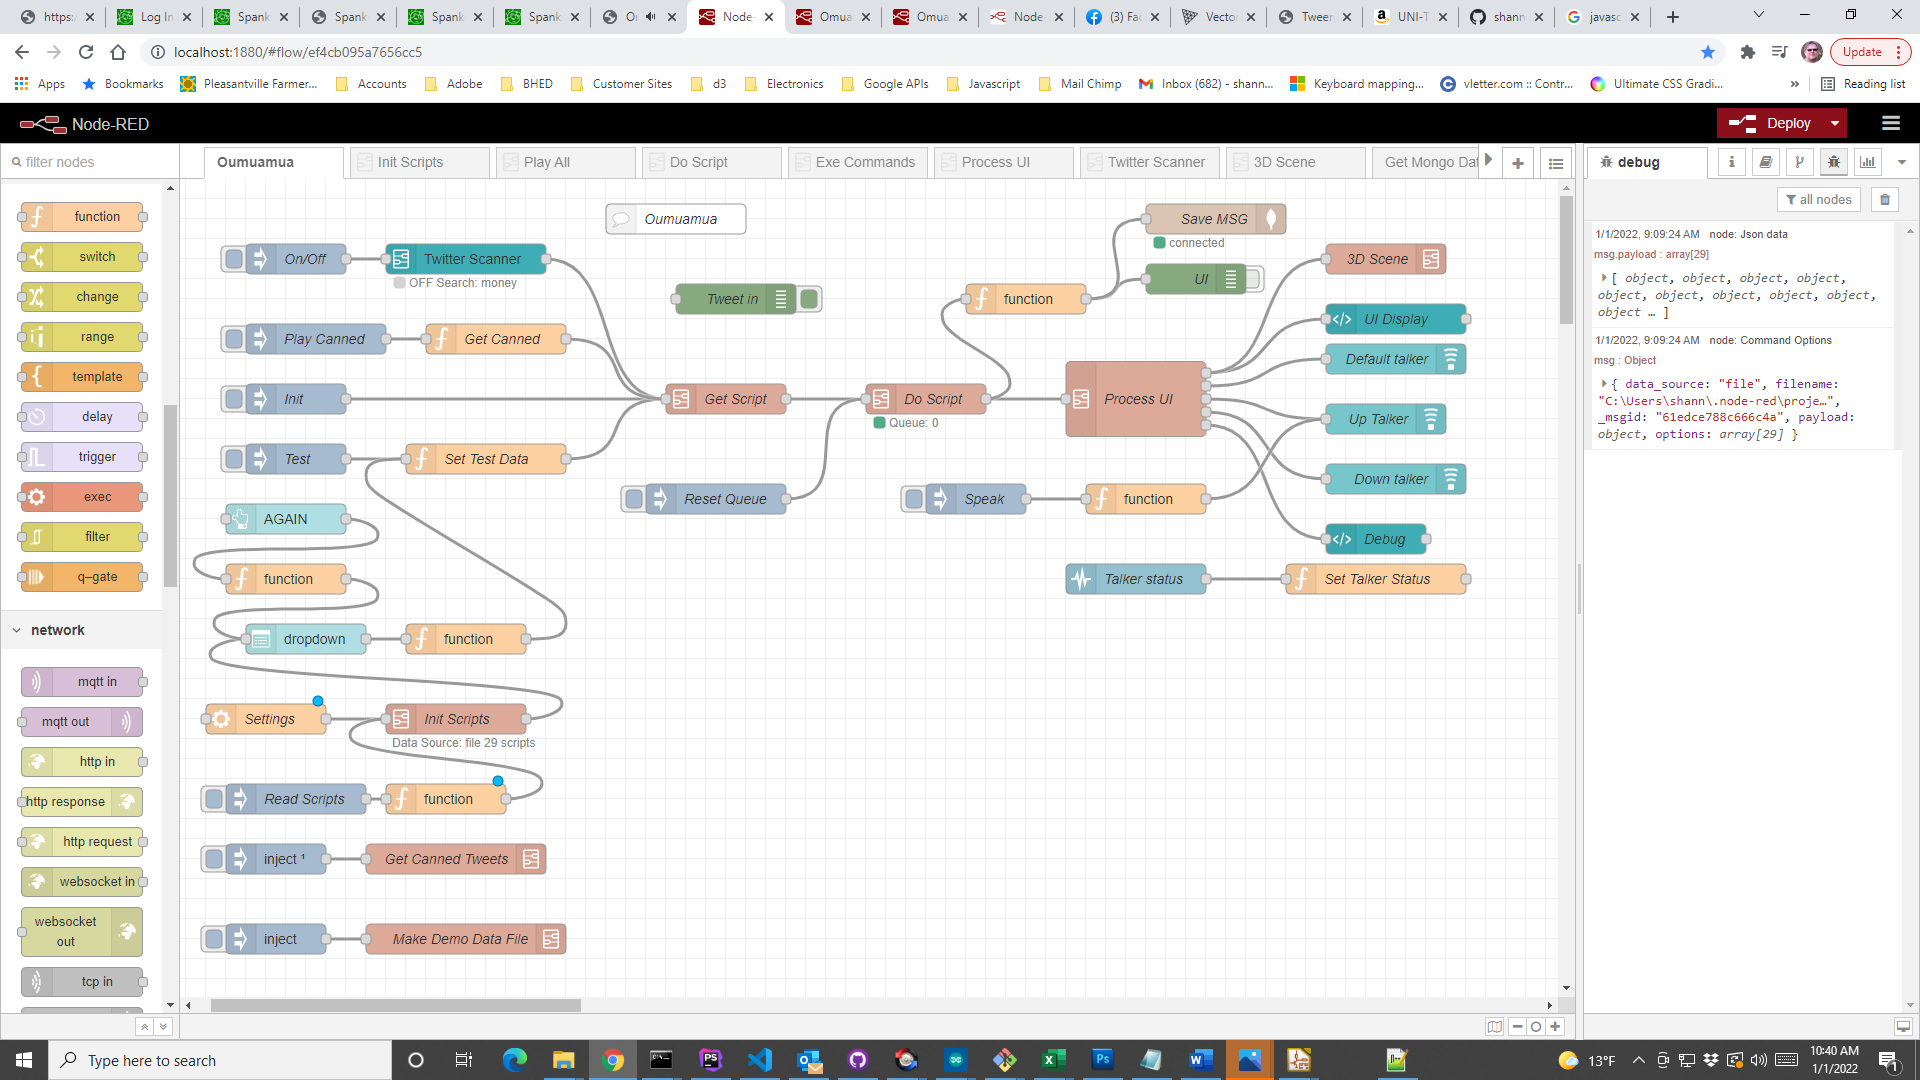 https:/
Log In
Spank
Spank
Spank
Spank
Or
Node-
Omua
Omua
Node-
(3) Fac
Vector
Tween
UNI-T
shann
javasc
localhost:1880/#flow/ef4cb095a7656cc5
Update
Apps
Bookmarks
Pleasantville Farmer...
Accounts
Adobe
BHED
Customer Sites
d3
Electronics
Google APIs
Javascript
Mail Chimp
Inbox (682) - shann...
Keyboard mapping...
vletter.com :: Contr...
Ultimate CSS Gradi...
»
Reading list
Node-RED
Deploy
filter nodes
Oumuamua
Init Scripts
Play All
Do Script
Exe Commands
Process UI
Twitter Scanner
3D Scene
Get Mongo Dat
debug
all nodes
function
switch
change
range
template
delay
trigger
exec
filter
q-gate
network
mqtt in
mqtt out
http in
http response
http request
websocket in
websocket
out
tcp in
Oumuamua
On/Off
Twitter Scanner
OFF Search: money
Tweet in
Play Canned
Get Canned
Init
Get Script
Do Script
Queue: 0
Test
Set Test Data
Reset Queue
AGAIN
function
dropdown
function
Settings
Init Scripts
Data Source: file 29 scripts
Read Scripts
function
inject ¹
Get Canned Tweets
inject
Make Demo Data File
Save MSG
connected
UI
function
3D Scene
UI Display
Default talker
Process UI
Up Talker
Down talker
Speak
function
Debug
Talker status
Set Talker Status
1/1/2022, 9:09:24 AM node: Json data
msg.payload : array[29]
[ object, object, object, object,
object, object, object, object, object,
object … ]
1/1/2022, 9:09:24 AM node: Command Options
msg : Object
{ data_source: "file", filename:
"C:\Users\shann\.node-red\proje…",
_msgid: "61edce788c666c4a", payload:
object, options: array[29] }
Type here to search
13°F
10:40 AM
1/1/2022
1